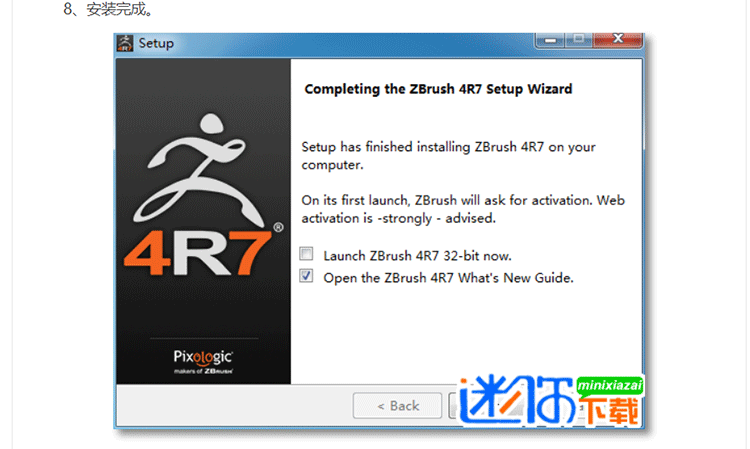 8、安装完成。
4R7 Setup
Completing the ZBrush 4R7 Setup Wizard
Setup has finished installing ZBrush 4R7 on your
computer.
On its first launch, ZBrush will ask for activation. Web
activation is -strongly - advised.
Launch ZBrush 4R7 32-bit now.
Open the ZBrush 4R7 What's New Guide.
4R7®
Pixologic
makers of ZBRUSH
< Back
迷你下载
minixiazai